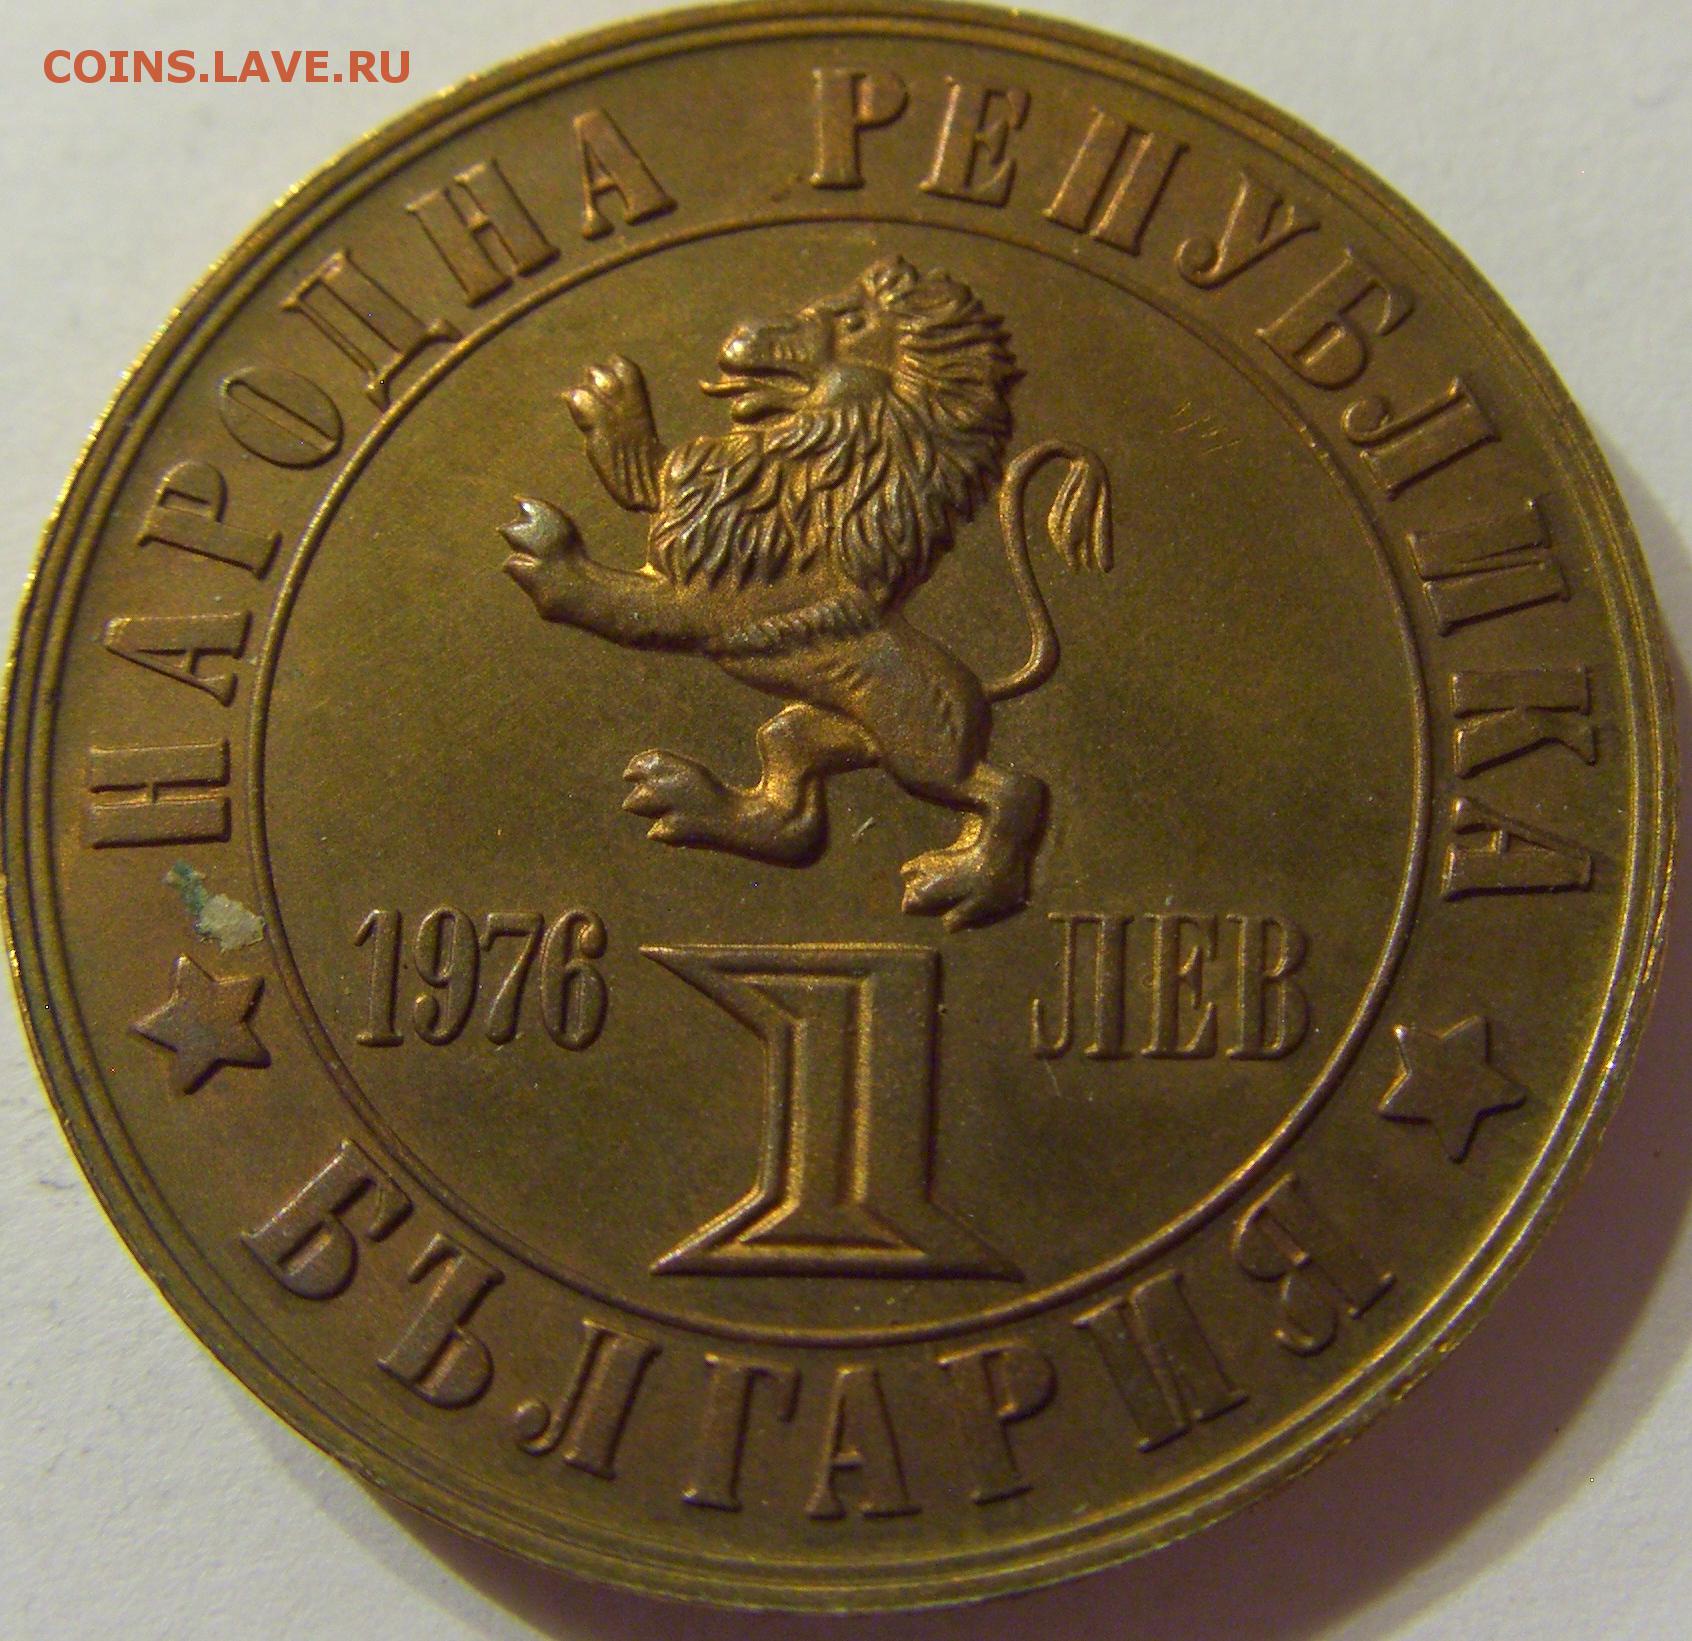 COINS.LAVE.RU
НАРОДНА РЕПУБЛИКА
1976 1 ЛЕВ
БЪЛГАРИЯ